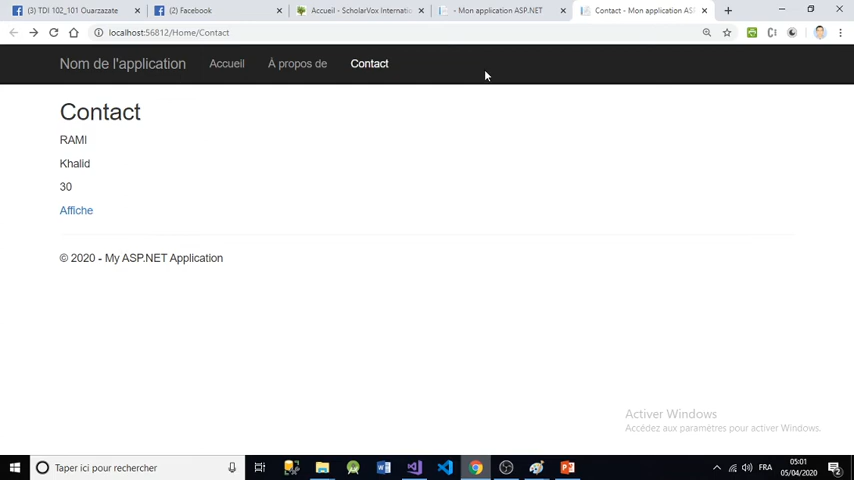 (3) TDI 102_101 Ouarzazate
(2) Facebook
Accueil - ScholarVox Internatio
- Mon application ASP.NET
Contact - Mon application ASP
localhost:56812/Home/Contact
Nom de l'application Accueil À propos de Contact
Contact
RAMI
Khalid
30
Affiche
© 2020 - My ASP.NET Application
Activer Windows
Accédez aux paramètres pour activer Windows.
Taper ici pour rechercher
FRA
05:01
05/04/2020
2